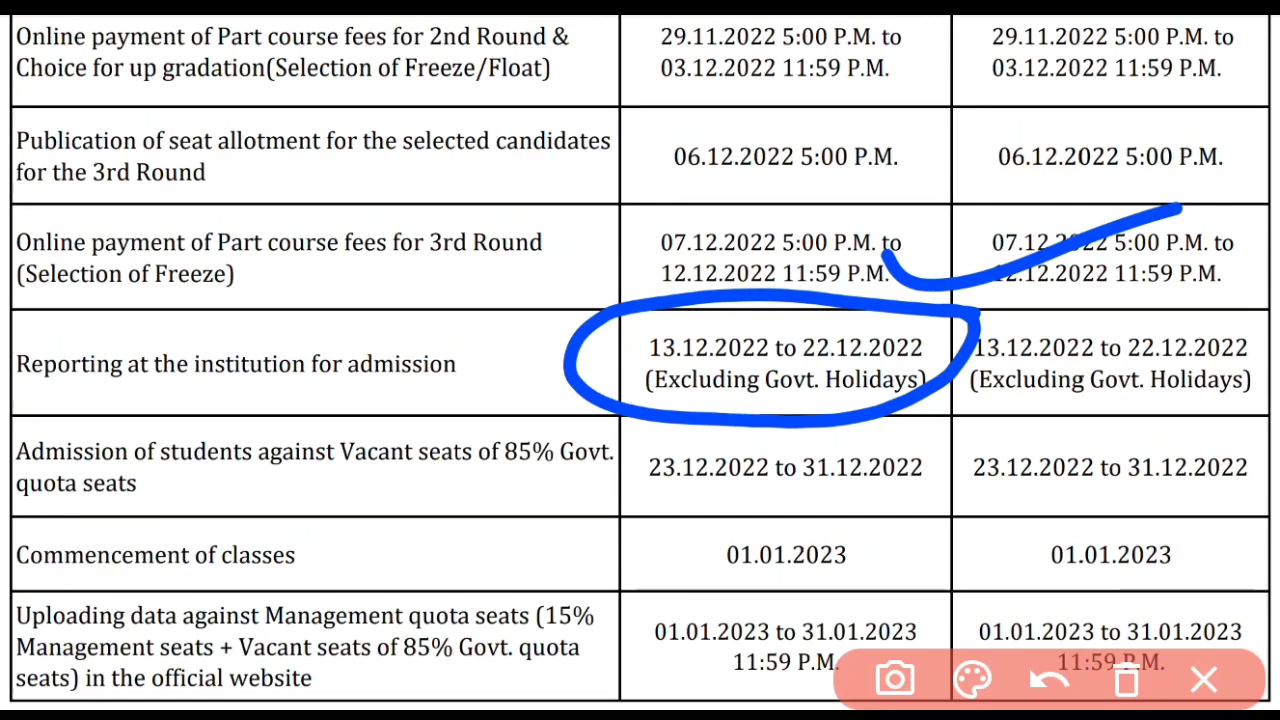 Online payment of Part course fees for 2nd Round &
Choice for up gradation(Selection of Freeze/Float)
29.11.2022 5:00 P.M. to
03.12.2022 11:59 P.M.
29.11.2022 5:00 P.M. to
03.12.2022 11:59 P.M.
Publication of seat allotment for the selected candidates
for the 3rd Round
06.12.2022 5:00 P.M.
06.12.2022 5:00 P.M.
Online payment of Part course fees for 3rd Round
(Selection of Freeze)
07.12.2022 5:00 P.M. to
12.12.2022 11:59 P.M.
07.12.2022 5:00 P.M. to
12.12.2022 11:59 P.M.
Reporting at the institution for admission
13.12.2022 to 22.12.2022
(Excluding Govt. Holidays)
13.12.2022 to 22.12.2022
(Excluding Govt. Holidays)
Admission of students against Vacant seats of 85% Govt.
quota seats
23.12.2022 to 31.12.2022
23.12.2022 to 31.12.2022
Commencement of classes
01.01.2023
01.01.2023
Uploading data against Management quota seats (15%
Management seats + Vacant seats of 85% Govt. quota
seats) in the official website
01.01.2023 to 31.01.2023
11:59 P.M.
01.01.2023 to 31.01.2023
11:59 P.M.